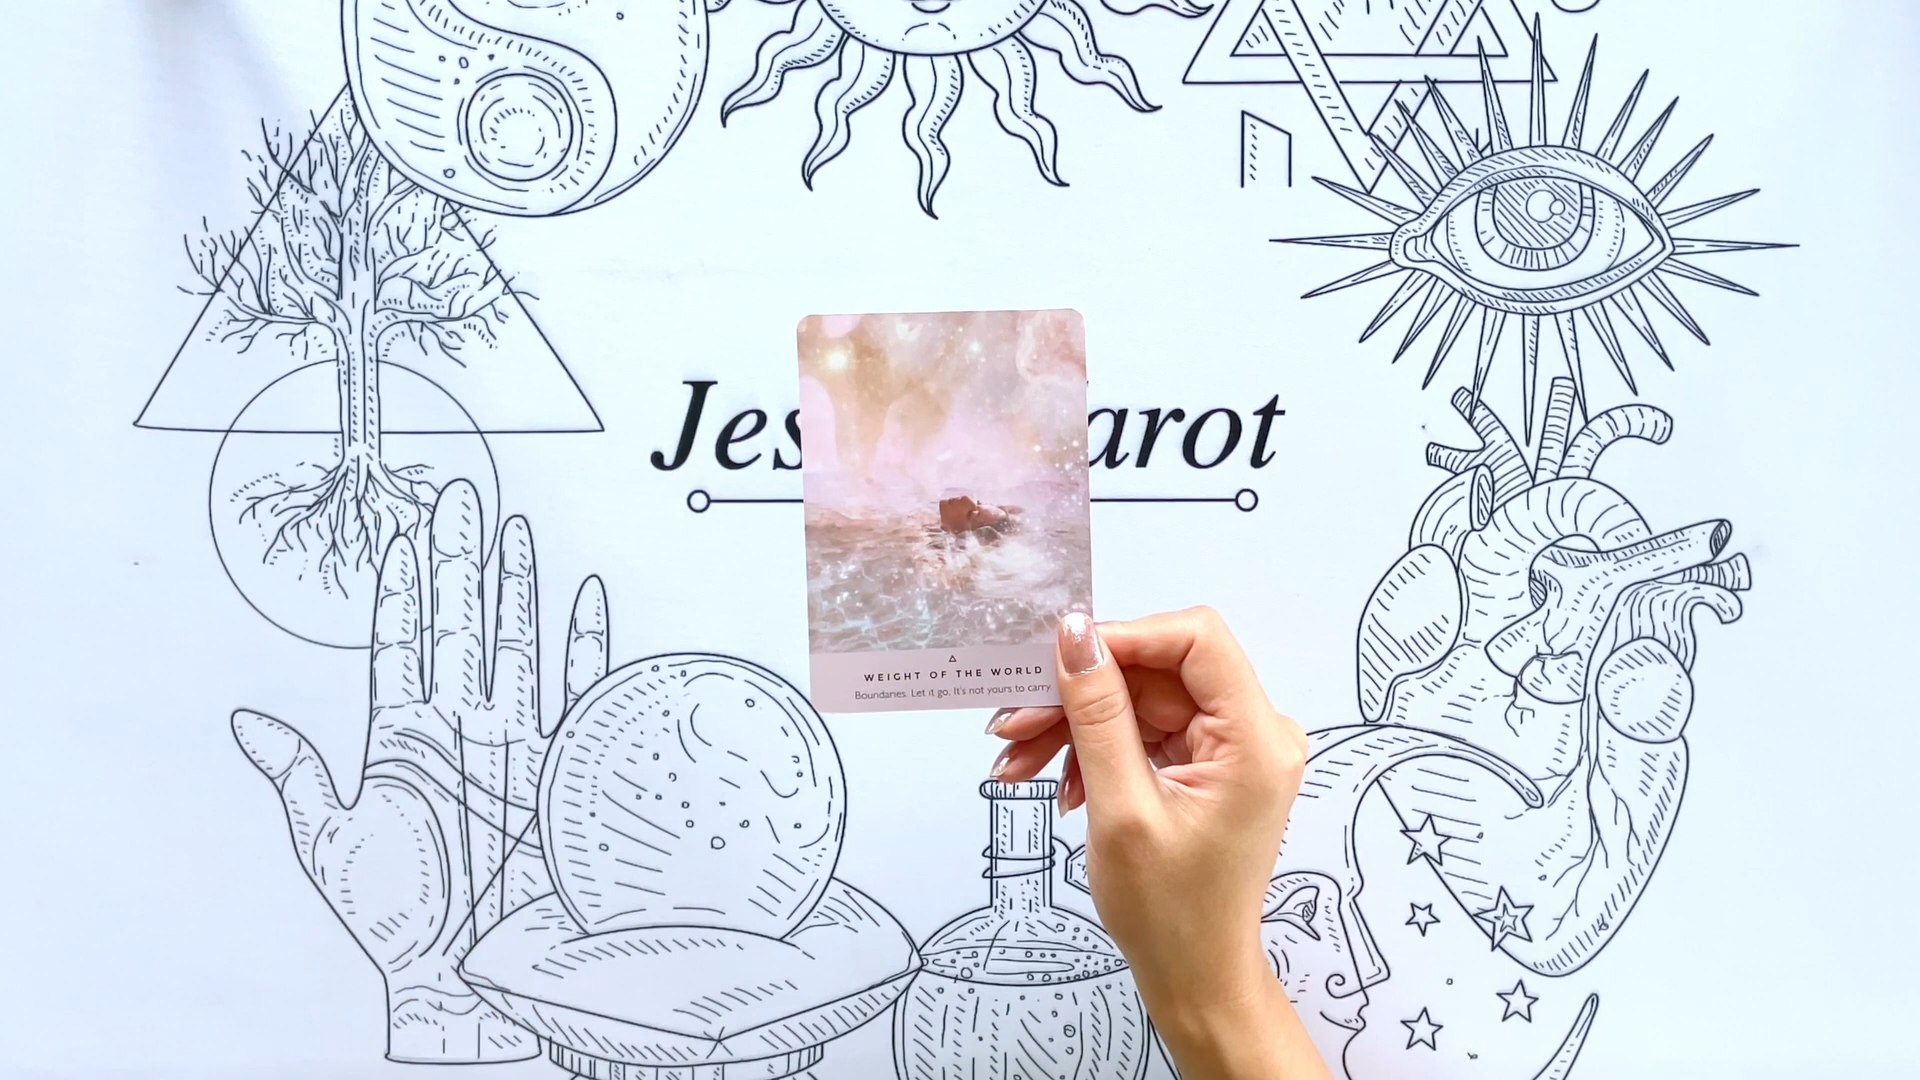 Jes arot
WEIGHT OF THE WORLD
Boundaries. Let it go. It's not yours to carry